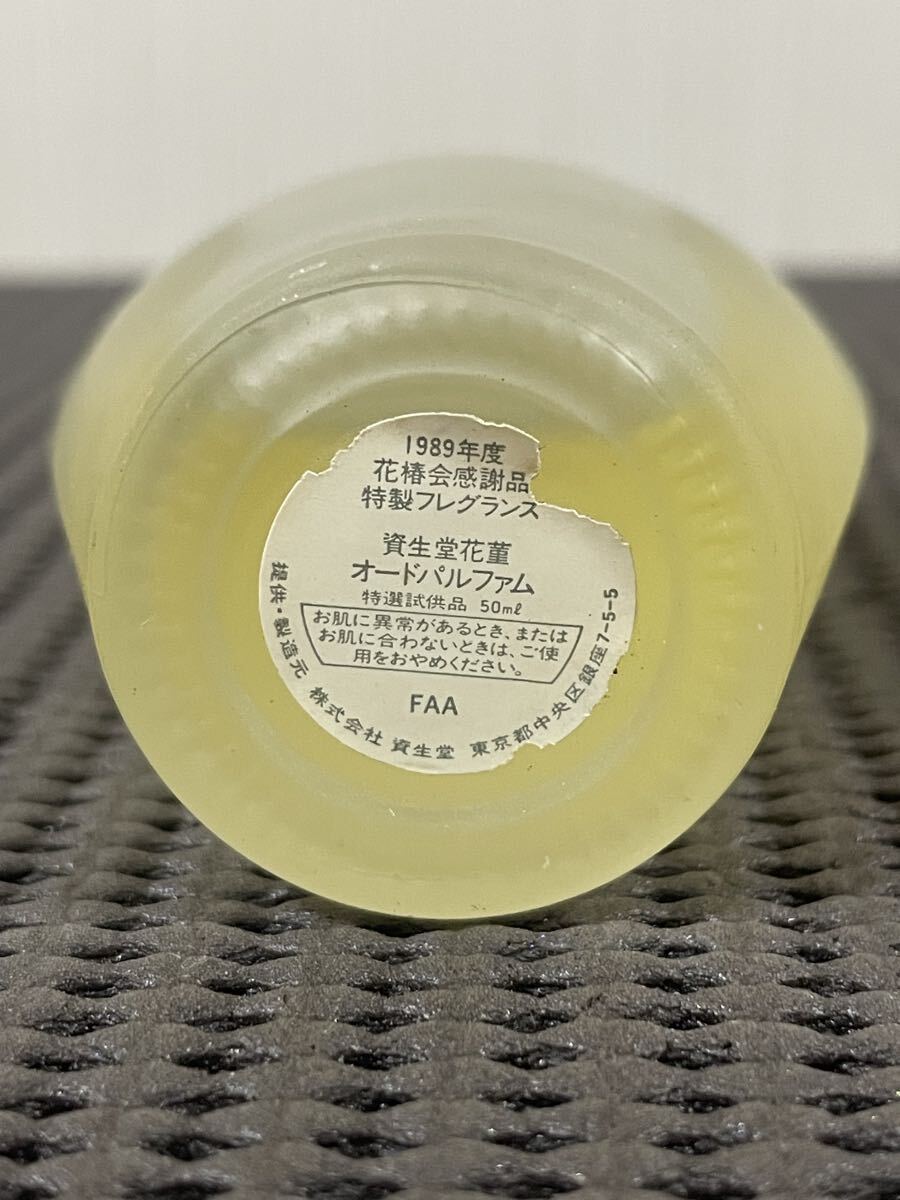 1989年度
花椿会感謝品
特製フレグランス
資生堂花菫
オードパルファム
特選試供品 50ml
お肌に異常があるとき、または
お肌に合わないときは、ご使
用をおやめください。
FAA
提供・製造元 株式会社 資生堂 東京都中央区銀座7-5-5